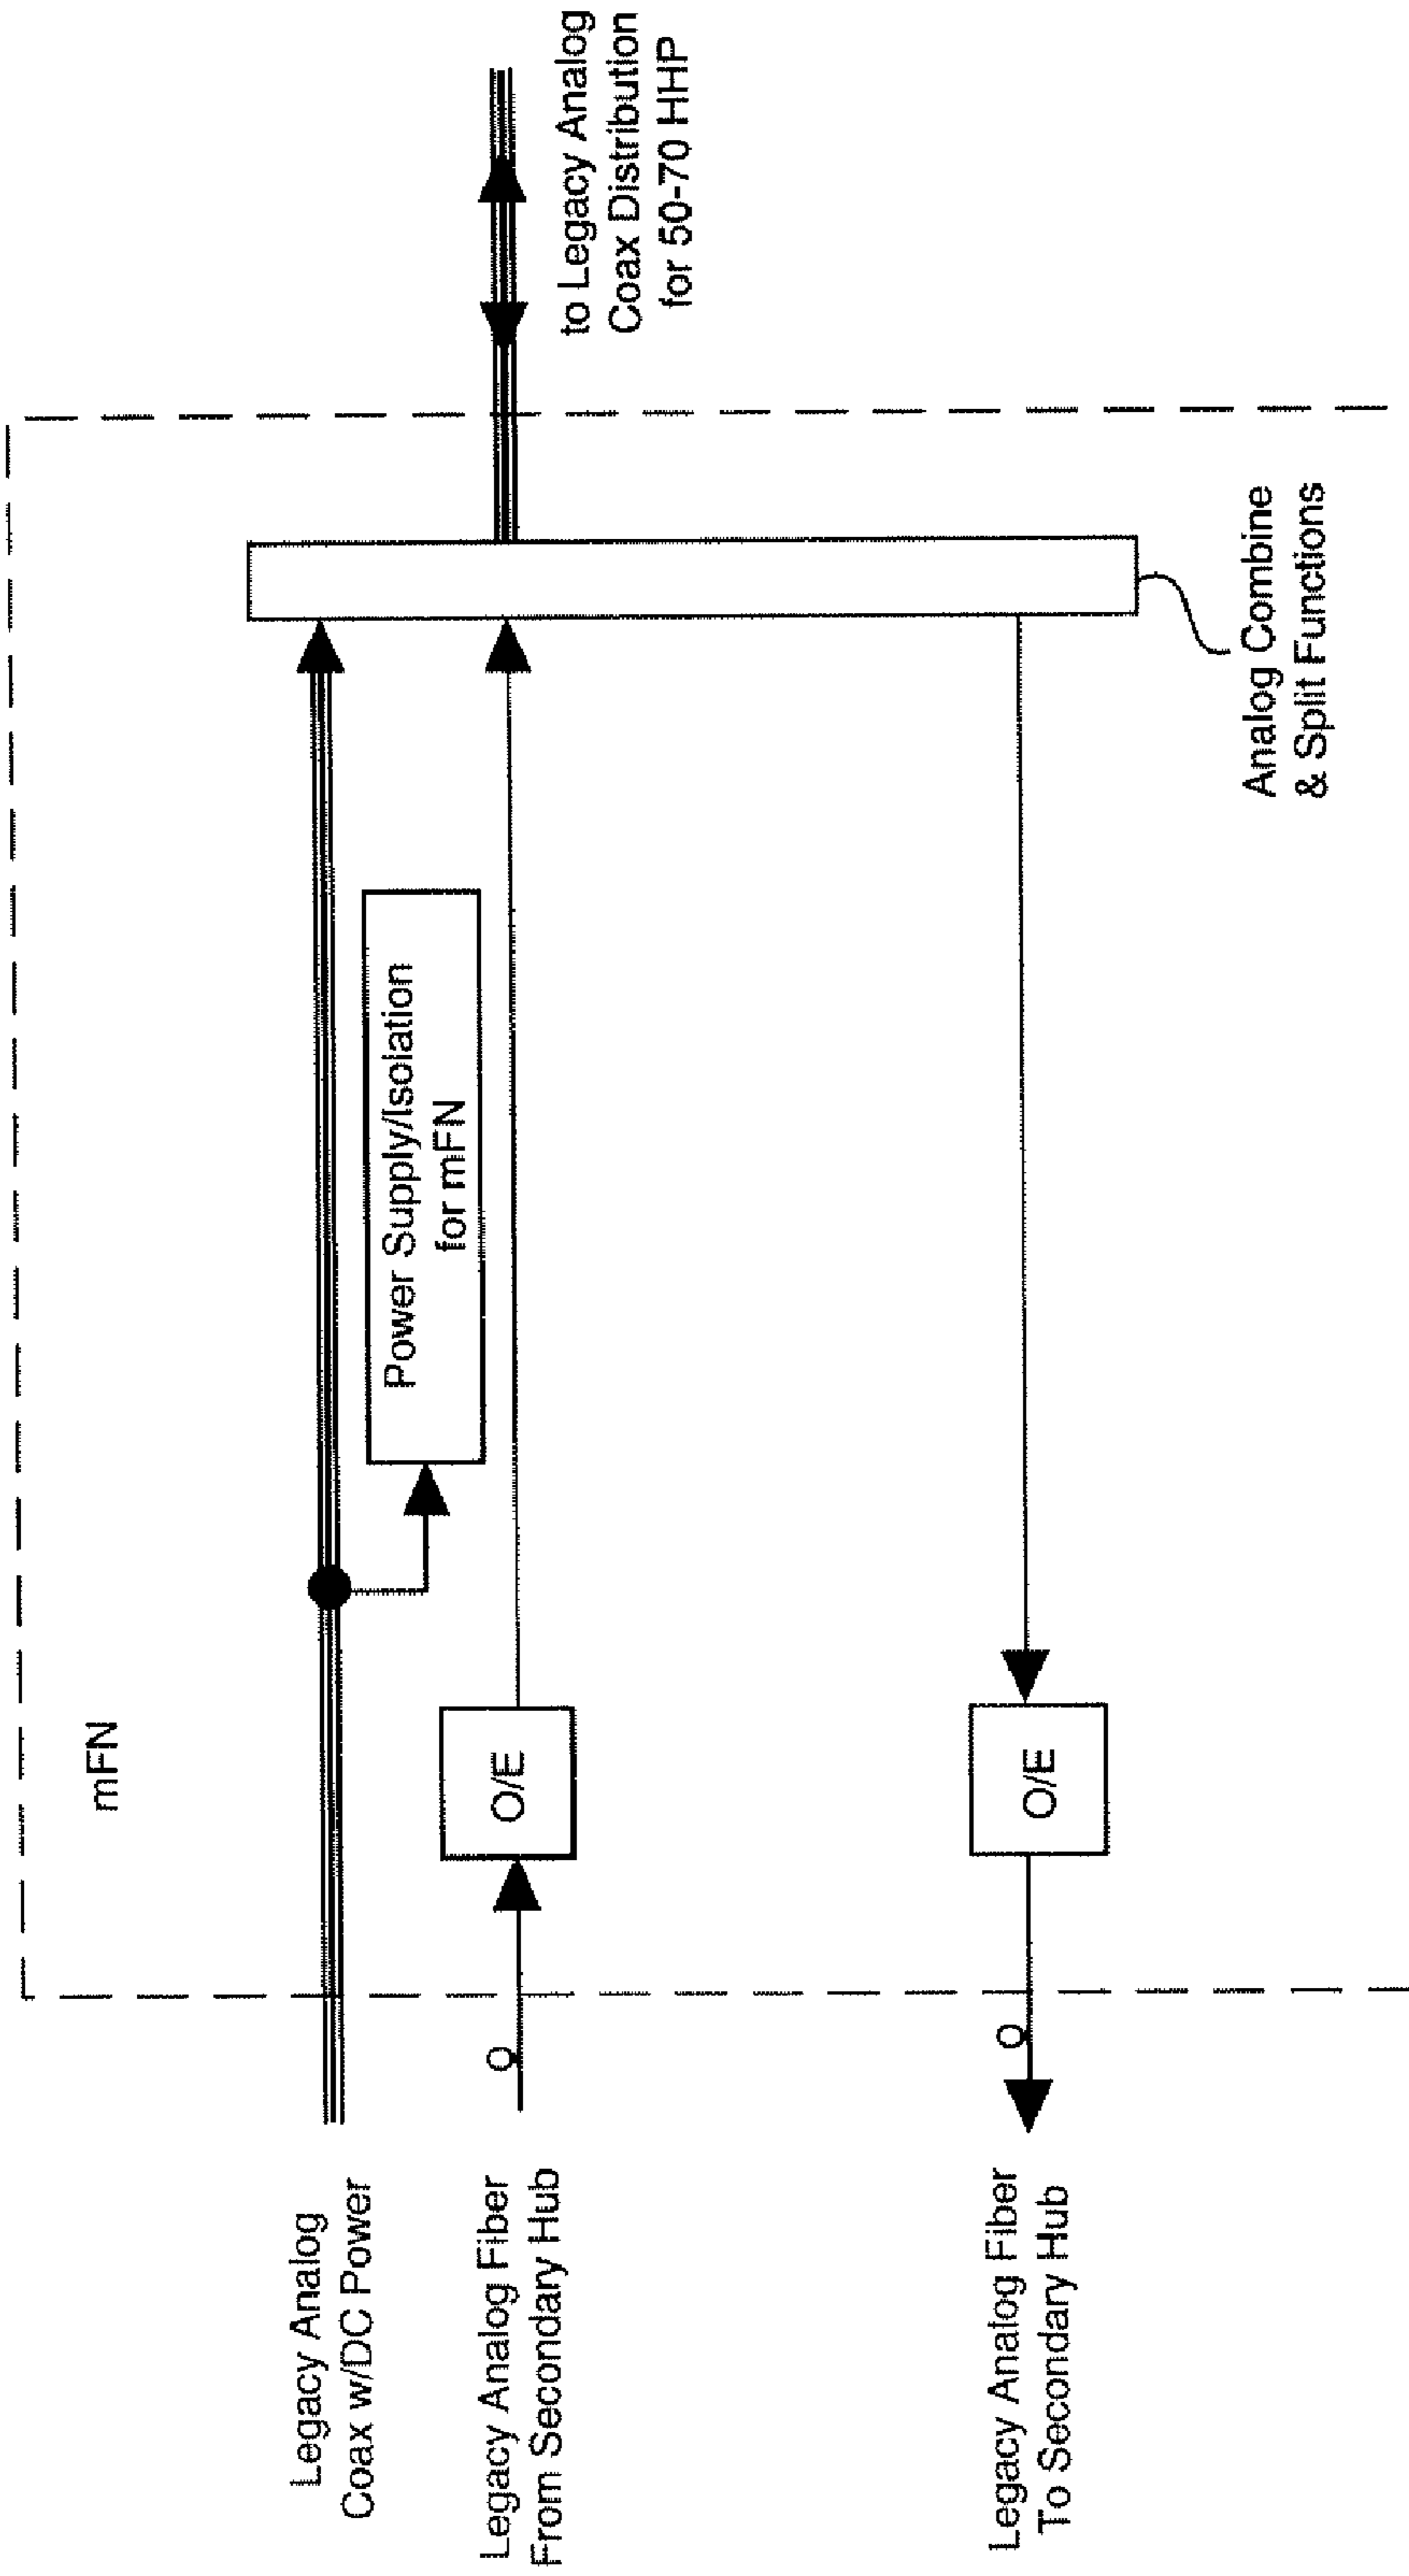 mFN
Legacy Analog
Coax w/DC Power
Power Supply/Isolation
for mFN
Legacy Analog Fiber
From Secondary Hub
O/E
to Legacy Analog
Coax Distribution
for 50-70 HHP
Legacy Analog Fiber
To Secondary Hub
O/E
Analog Combine
& Split Functions